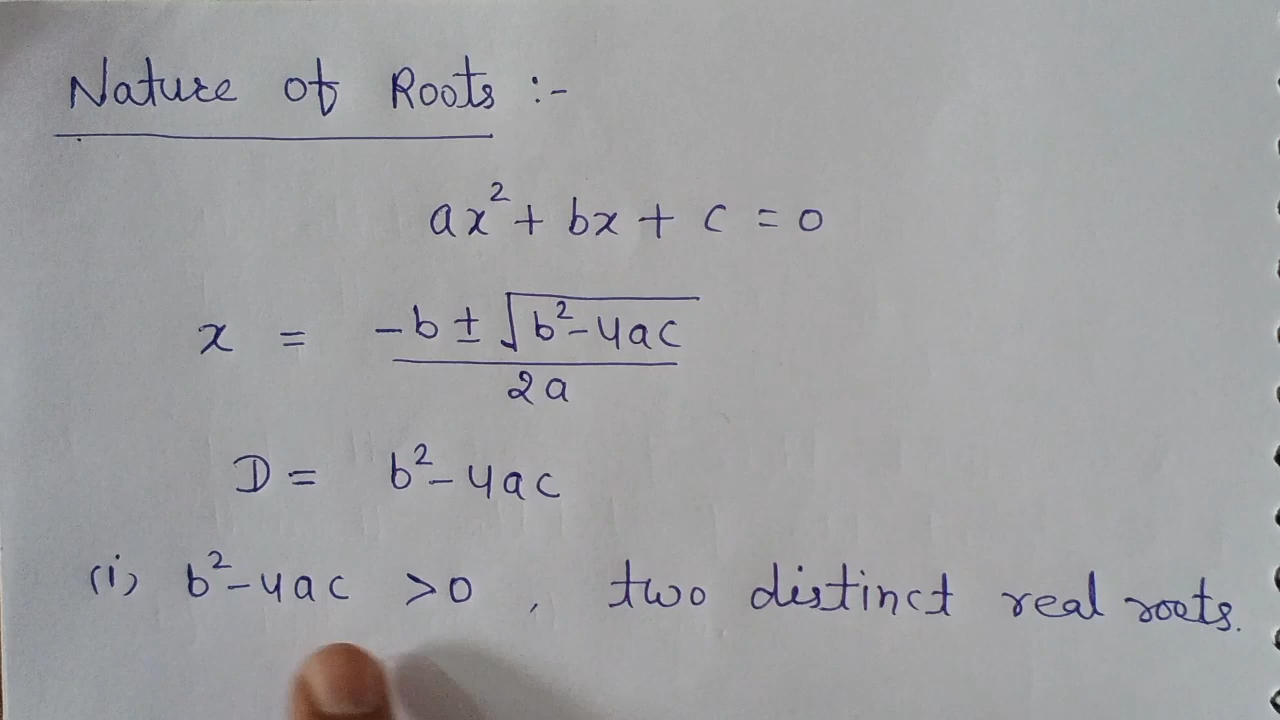 Nature of Roots :-
ax² + bx + c = 0
x = (-b ± √(b²-4ac)) / 2a
D = b²-4ac
(i) b²-4ac >0 , two distinct real roots.